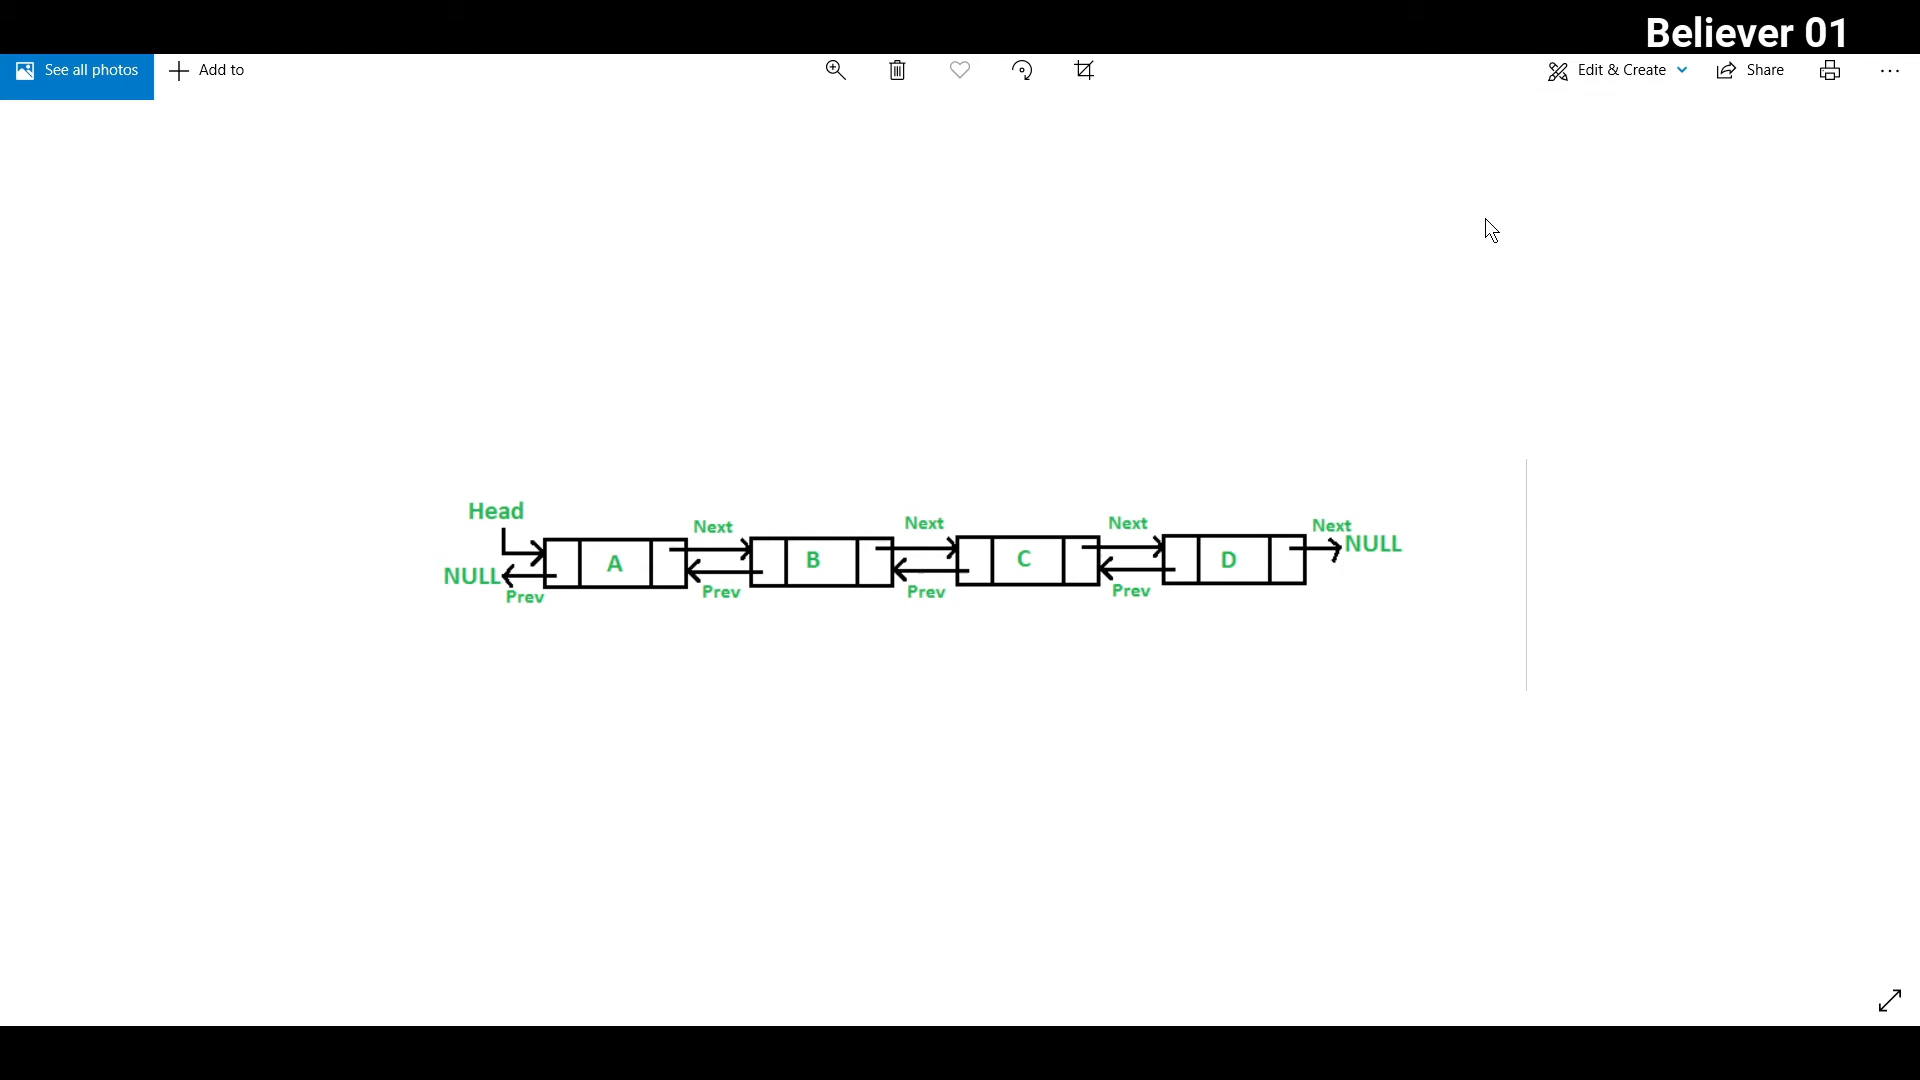 Believer 01
See all photos
Add to
Edit & Create
Share
Head
Next
Next
Next
Next
NULL
A
B
C
D
NULL
Prev
Prev
Prev
Prev